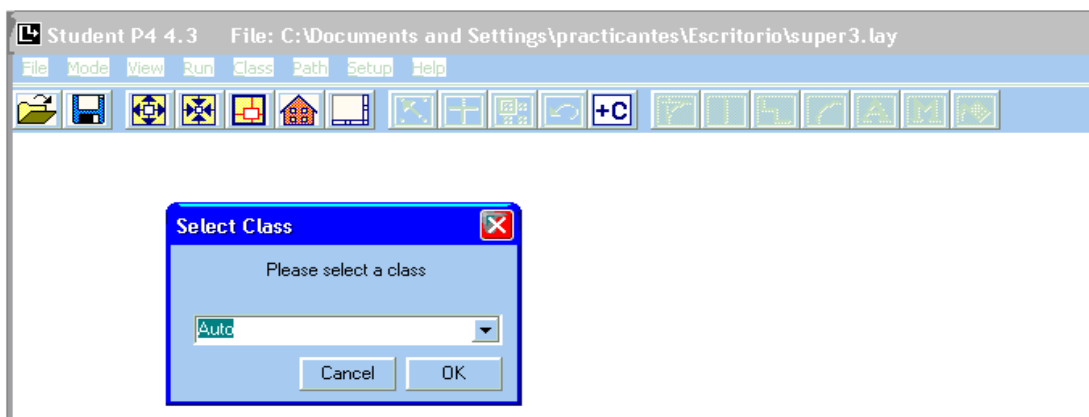 Student P4 4.3 File: C:\Documents and Settings\practicantes\Escritorio\super3.lay
File Mode View Run Class Path Setup Help
+C A M
Select Class
Please select a class
Auto
Cancel OK